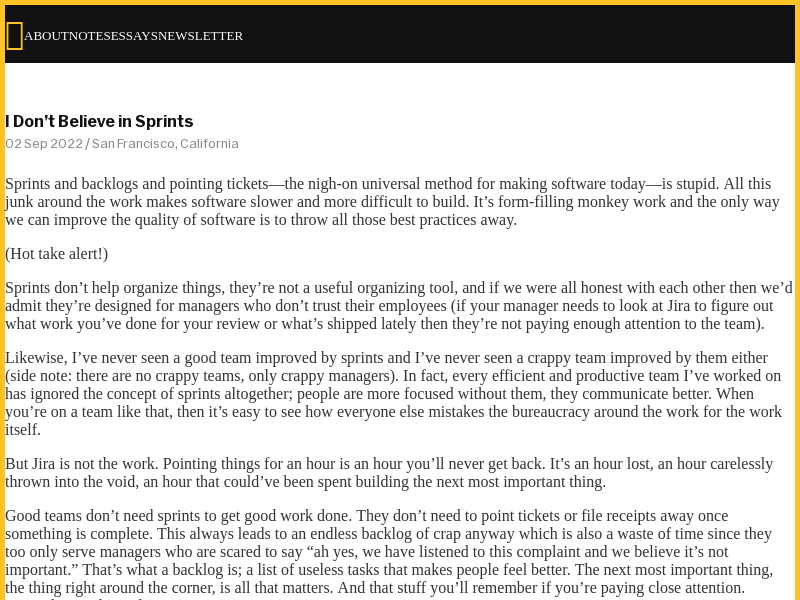 ABOUTNOTESESSAYSNEWSLETTER
I Don’t Believe in Sprints
02 Sep 2022 / San Francisco, California
Sprints and backlogs and pointing tickets—the nigh-on universal method for making software today—is stupid. All this
junk around the work makes software slower and more difficult to build. It’s form-filling monkey work and the only way
we can improve the quality of software is to throw all those best practices away.
(Hot take alert!)
Sprints don’t help organize things, they’re not a useful organizing tool, and if we were all honest with each other then we’d
admit they’re designed for managers who don’t trust their employees (if your manager needs to look at Jira to figure out
what work you’ve done for your review or what’s shipped lately then they’re not paying enough attention to the team).
Likewise, I’ve never seen a good team improved by sprints and I’ve never seen a crappy team improved by them either
(side note: there are no crappy teams, only crappy managers). In fact, every efficient and productive team I’ve worked on
has ignored the concept of sprints altogether; people are more focused without them, they communicate better. When
you’re on a team like that, then it’s easy to see how everyone else mistakes the bureaucracy around the work for the work
itself.
But Jira is not the work. Pointing things for an hour is an hour you’ll never get back. It’s an hour lost, an hour carelessly
thrown into the void, an hour that could’ve been spent building the next most important thing.
Good teams don’t need sprints to get good work done. They don’t need to point tickets or file receipts away once
something is complete. This always leads to an endless backlog of crap anyway which is also a waste of time since they
too only serve managers who are scared to say “ah yes, we have listened to this complaint and we believe it’s not
important.” That’s what a backlog is; a list of useless tasks that makes people feel better. The next most important thing,
the thing right around the corner, is all that matters. And that stuff you’ll remember if you’re paying close attention.